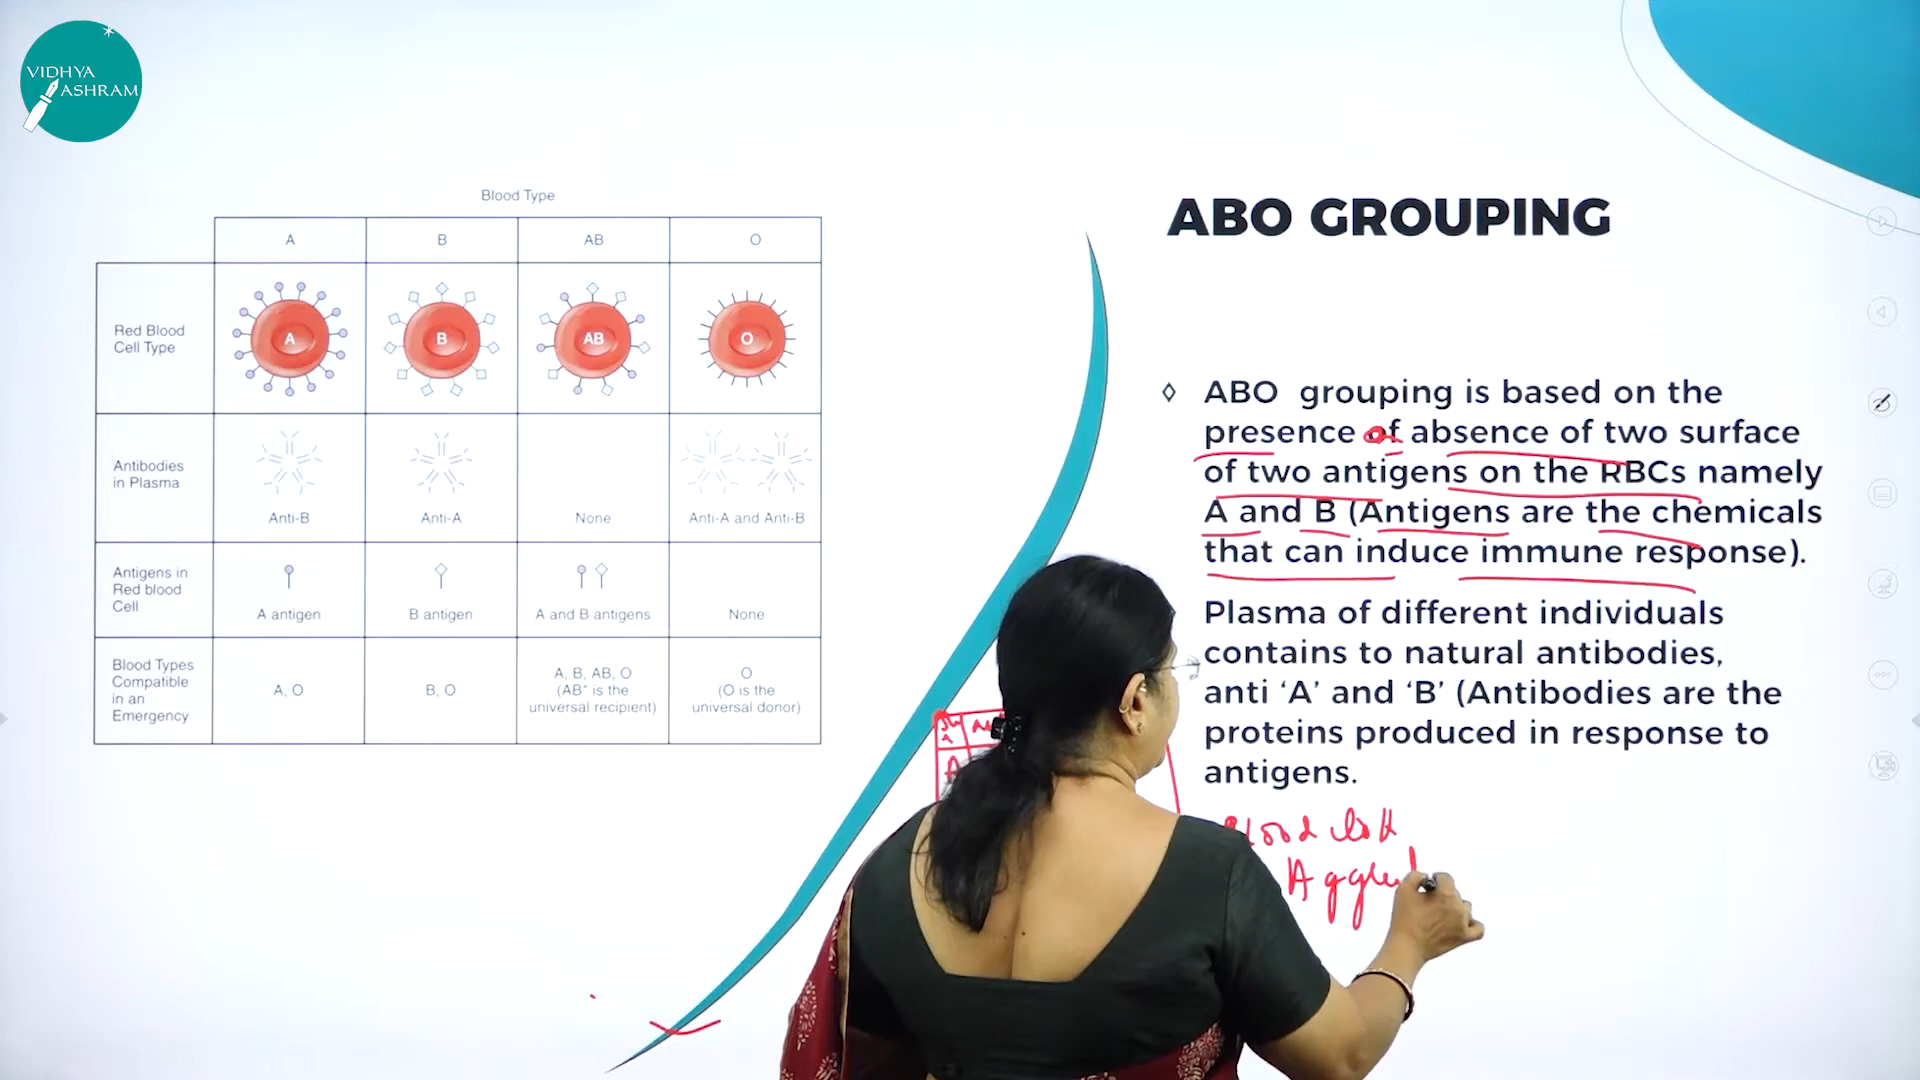 VIDHYA
ASHRAM
Blood Type
A B AB O
Red Blood
Cell Type
A B AB O
Antibodies
in Plasma
Anti-B Anti-A None Anti-A and Anti-B
Antigens in
Red blood
Cell
A antigen B antigen A and B antigens None
Blood Types
Compatible
in an
Emergency
A, O
B, O
A, B, AB, O
(AB⁺ is the
universal recipient)
O
(O is the
universal donor)
ABO GROUPING
◊ ABO grouping is based on the
presence of absence of two surface
of two antigens on the RBCs namely
A and B (Antigens are the chemicals
that can induce immune response).
Plasma of different individuals
contains to natural antibodies,
anti ‘A’ and ‘B’ (Antibodies are the
proteins produced in response to
antigens.
A
Blood